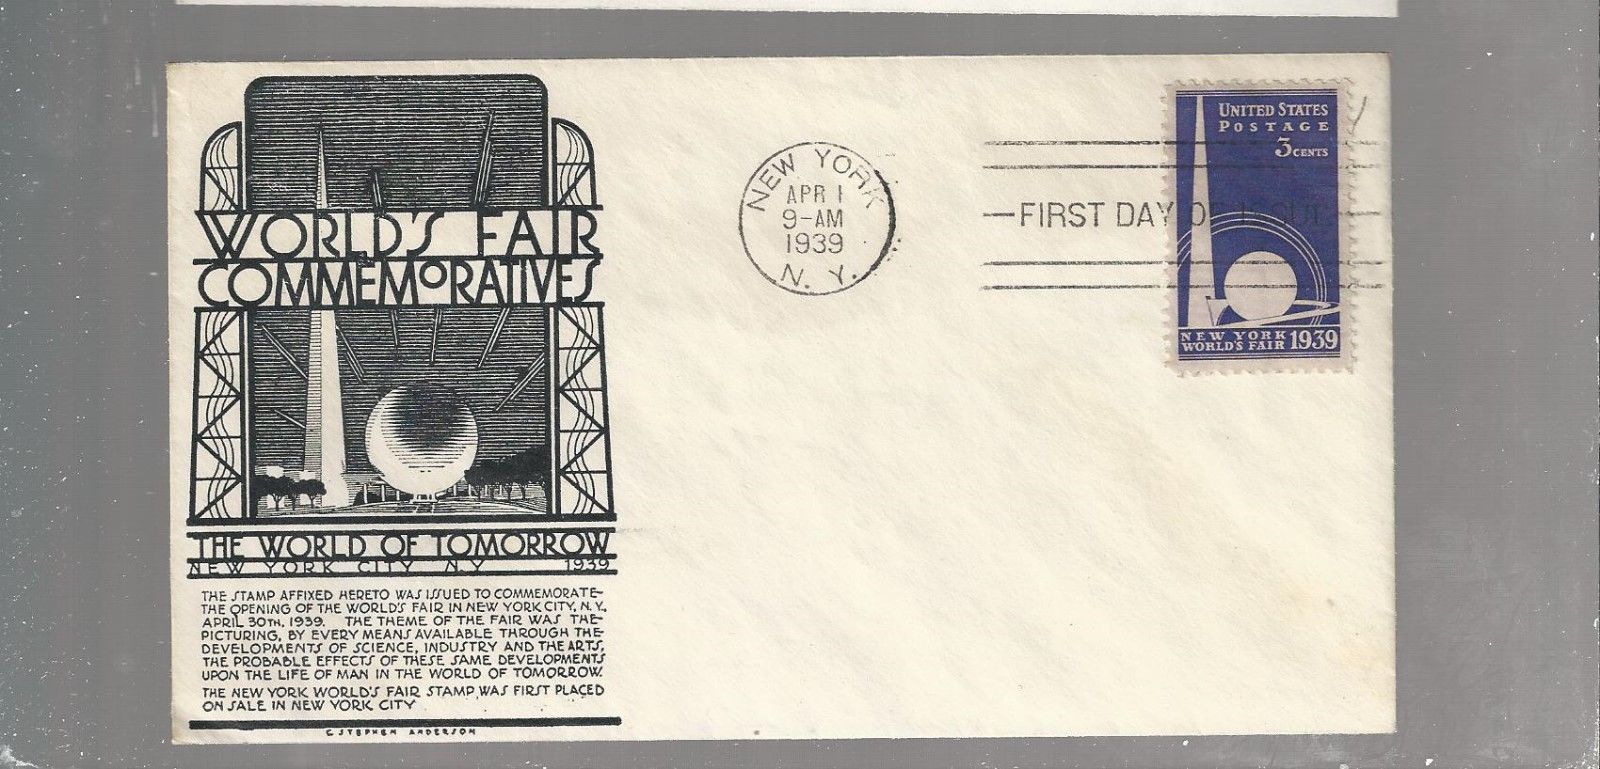 WORLD'S FAIR
COMMEMORATIVES
THE WORLD OF TOMORROW
NEW YORK CITY N.Y. 1939
THE STAMP AFFIXED HERETO WAS ISSUED TO COMMEMORATE
THE OPENING OF THE WORLD'S FAIR IN NEW YORK CITY, N.Y.
APRIL 30TH, 1939. THE THEME OF THE FAIR WAS THE
PICTURING, BY EVERY MEANS AVAILABLE THROUGH THE
DEVELOPMENTS OF SCIENCE, INDUSTRY AND THE ARTS,
THE PROBABLE EFFECTS OF THESE SAME DEVELOPMENTS
UPON THE LIFE OF MAN IN THE WORLD OF TOMORROW.
THE NEW YORK WORLD'S FAIR STAMP, WAS FIRST PLACED
ON SALE IN NEW YORK CITY
C STEPHEN ANDERSON
NEW YORK
APR 1
9-AM
1939
N. Y.
FIRST DAY OF ISSUE
UNITED STATES
POSTAGE
3 CENTS
NEW YORK
WORLD'S FAIR 1939